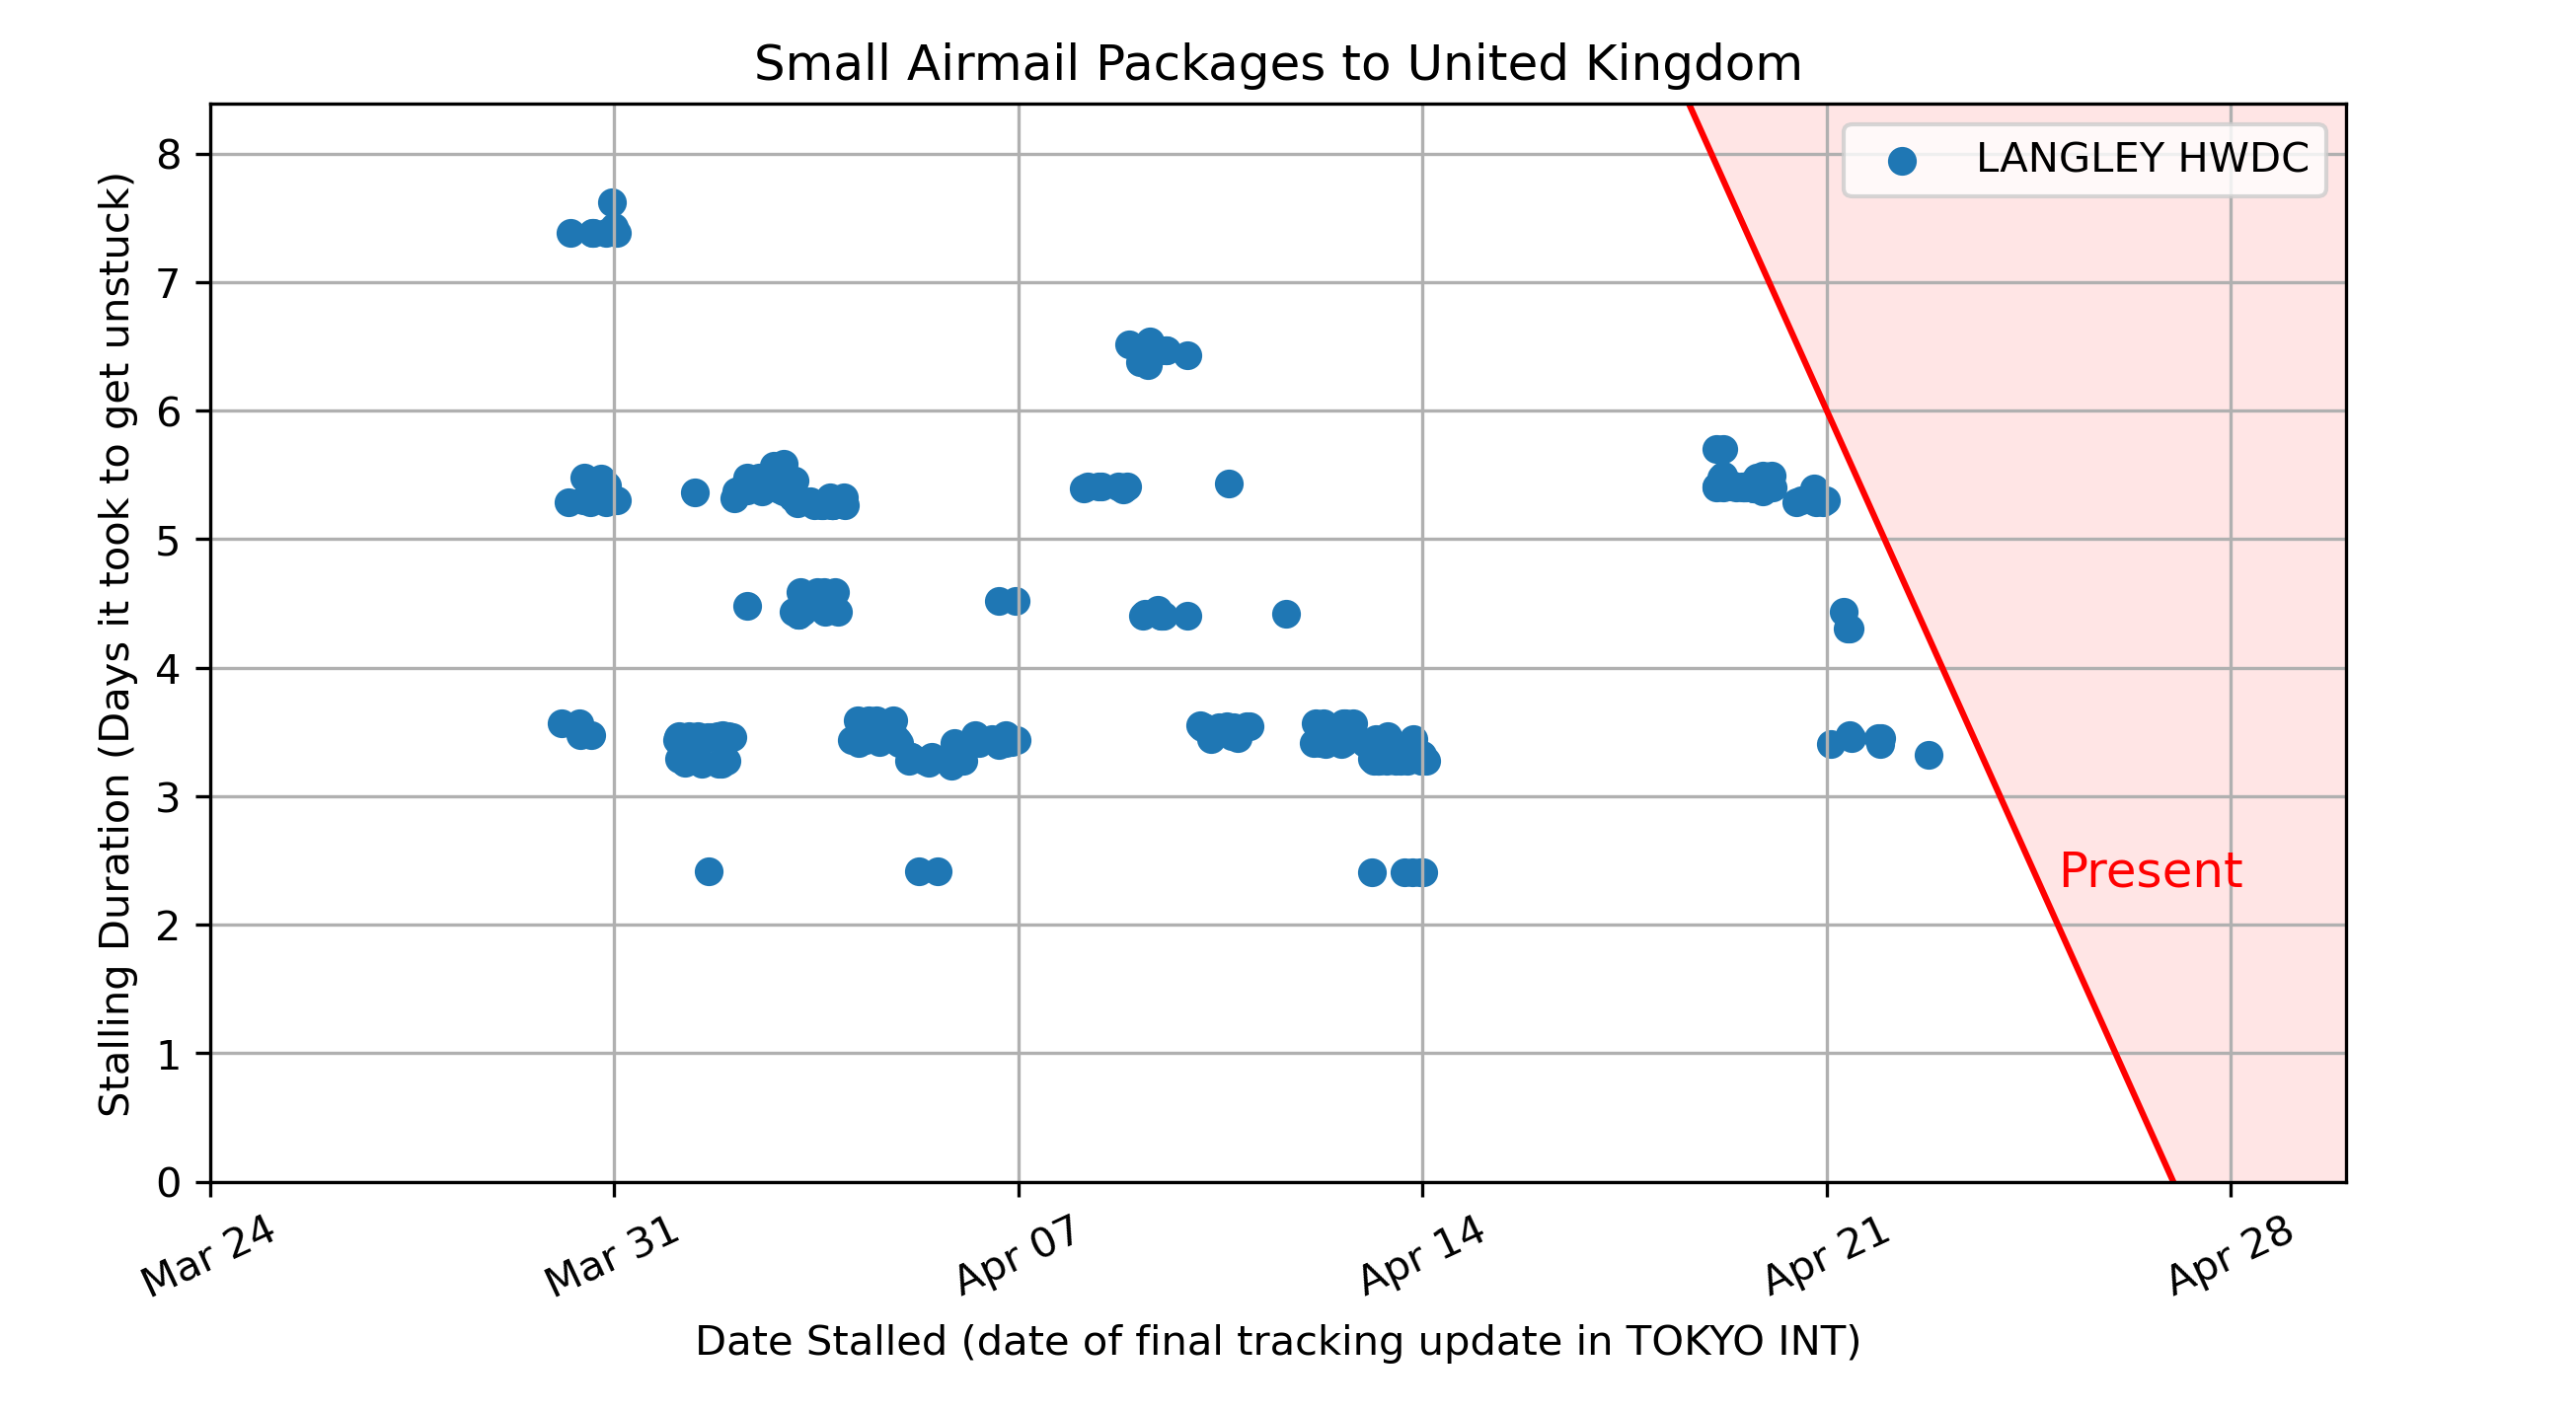 Small Airmail Packages to United Kingdom
LANGLEY HWDC
Stalling Duration (Days it took to get unstuck)
8
7
6
5
4
3
2
1
0
Present
Mar 24
Mar 31
Apr 07
Apr 14
Apr 21
Apr 28
Date Stalled (date of final tracking update in TOKYO INT)